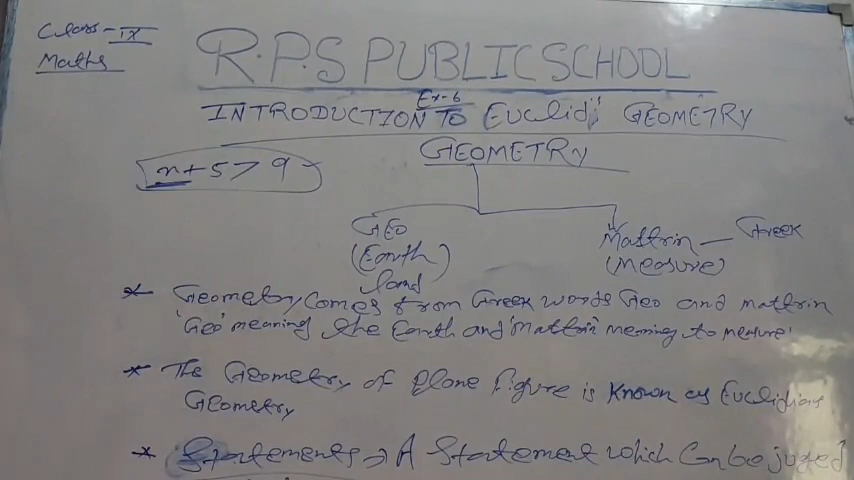 Class - IX
Maths
R.P.S PUBLIC SCHOOL
Ex-6
INTRODUCTION TO Euclid's GEOMETRY
GEOMETRY
x+5>9
GEO
(Earth)
land
Mattrin — Greek
(Measure)
* Geometry comes from Greek words Geo and mattrin
'Geo' meaning the Earth and 'Mattrin' meaning to measure'
* The Geometry of Plane Figure is known as Euclidian
Geometry
* Statements → A Statement which can be juged